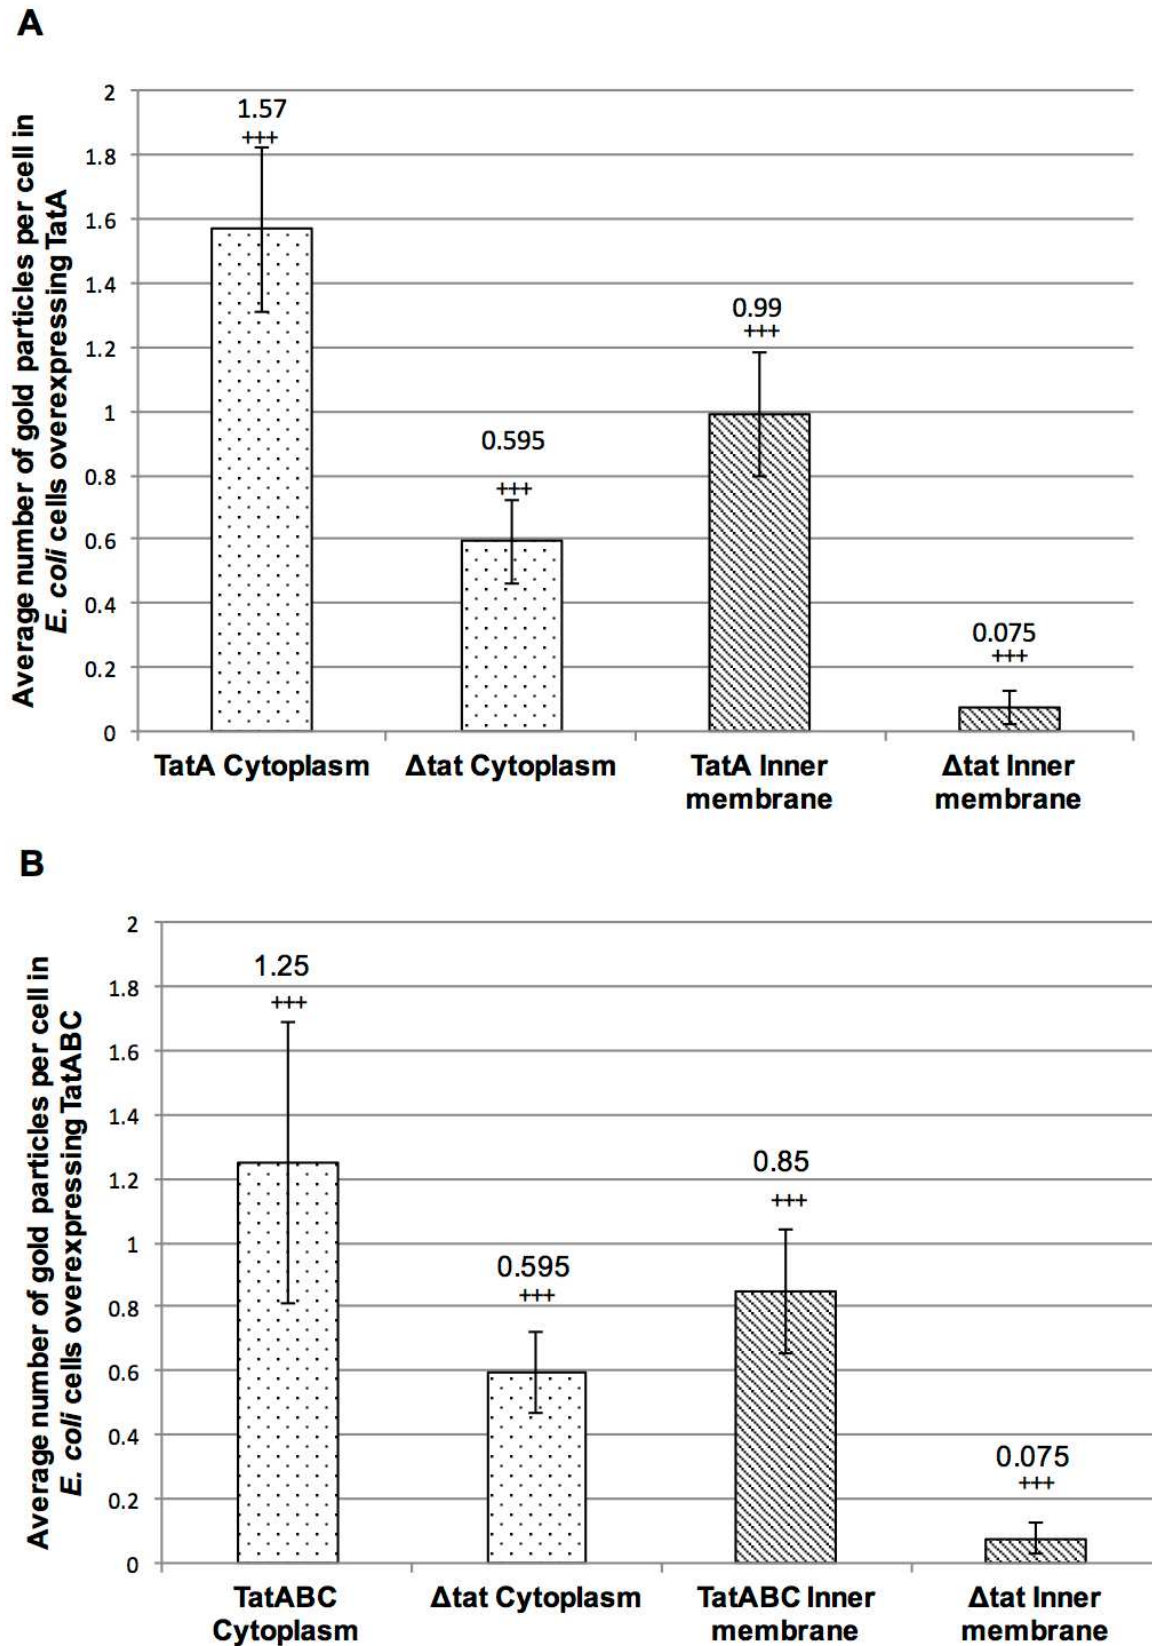 A
Average number of gold particles per cell in
E. coli cells overexpressing TatA
2
1.8
1.6
1.4
1.2
1
0.8
0.6
0.4
0.2
0
1.57
+++
0.595
+++
0.99
+++
0.075
+++
TatA Cytoplasm
Δtat Cytoplasm
TatA Inner
membrane
Δtat Inner
membrane
B
Average number of gold particles per cell in
E. coli cells overexpressing TatABC
2
1.8
1.6
1.4
1.2
1
0.8
0.6
0.4
0.2
0
1.25
+++
0.595
+++
0.85
+++
0.075
+++
TatABC
Cytoplasm
Δtat Cytoplasm
TatABC Inner
membrane
Δtat Inner
membrane